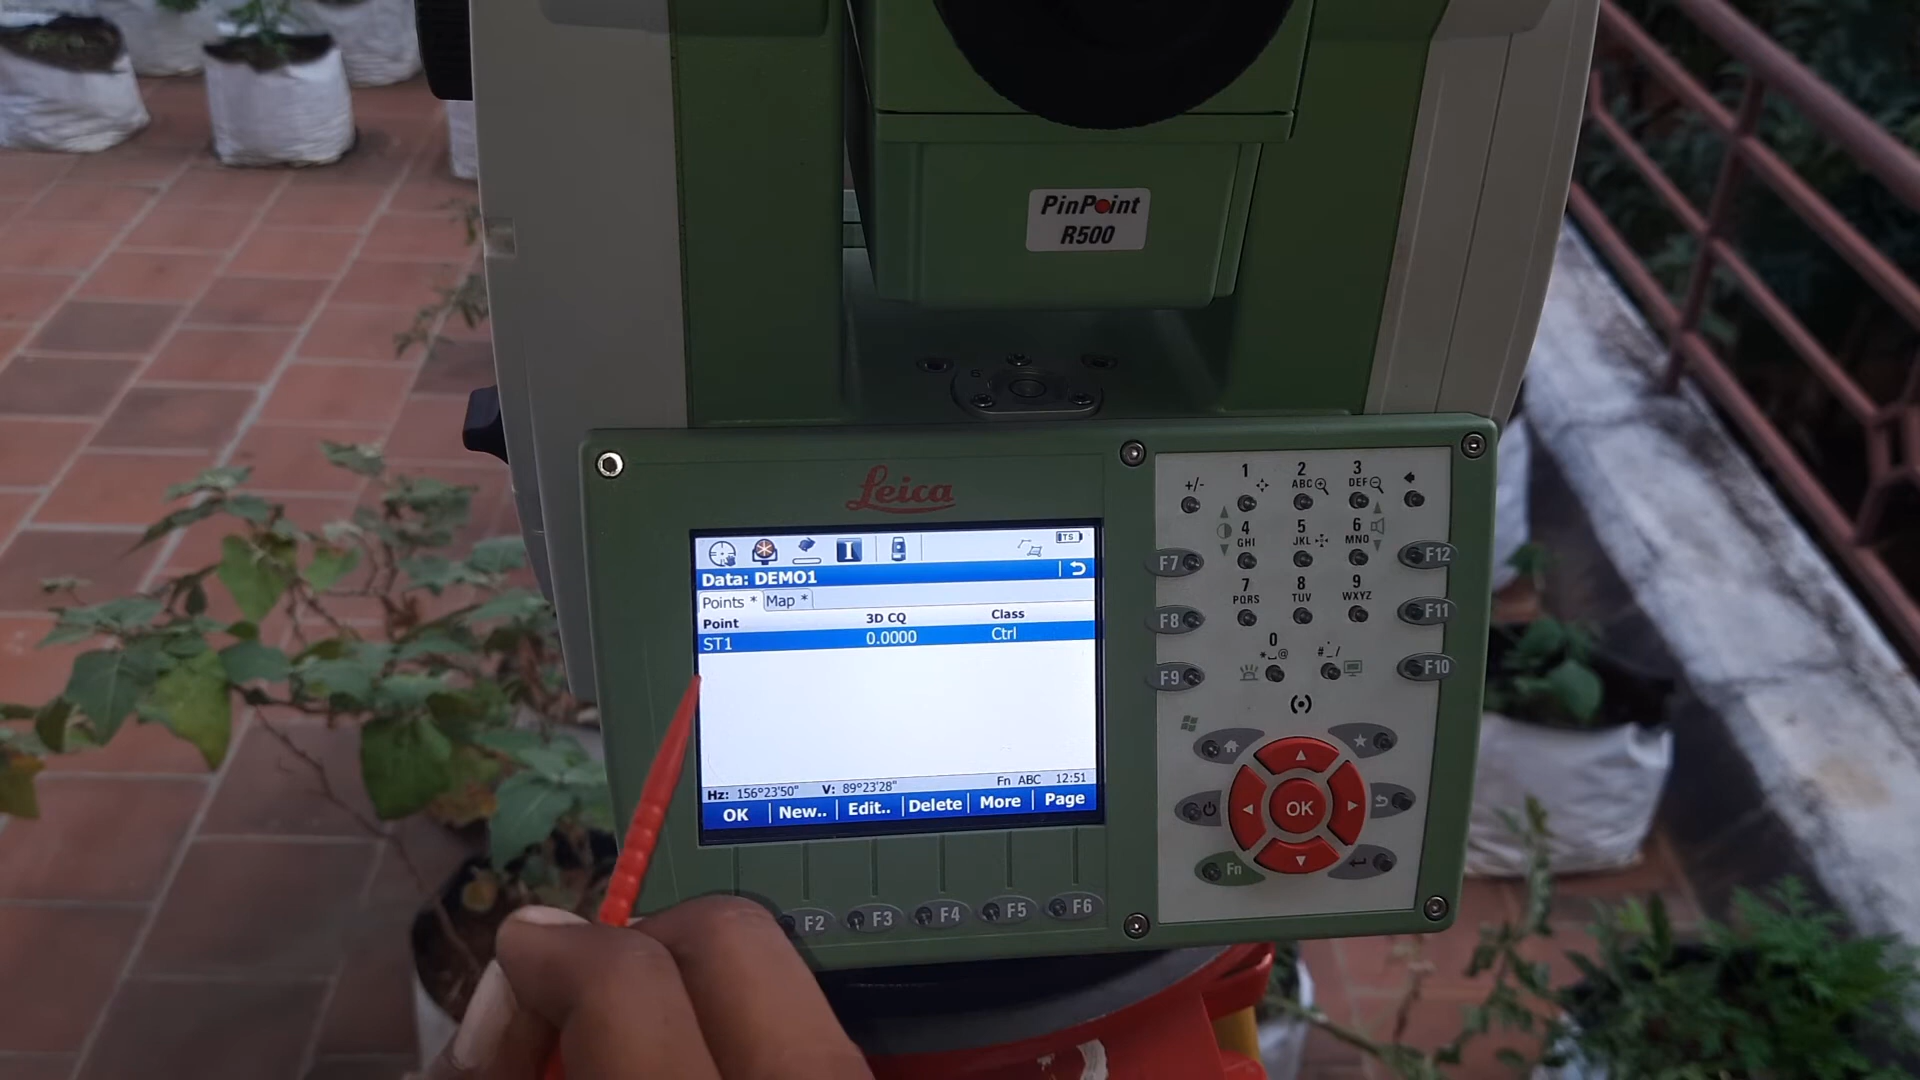 PinPoint
R500
Leica
TS
Data: DEMO1
Points * Map *
Point 3D CQ Class
ST1 0.0000 Ctrl
Hz: 156°23'50" V: 89°23'28" Fn ABC 12:51
OK New.. Edit.. Delete More Page
F2 F3 F4 F5 F6
+/- 1 2 ABC 3 DEF
F7 4 GHI 5 JKL 6 MNO F12
F8 7 PQRS 8 TUV 9 WXYZ F11
F9 0 *␣@ #._/ F10
OK
Fn